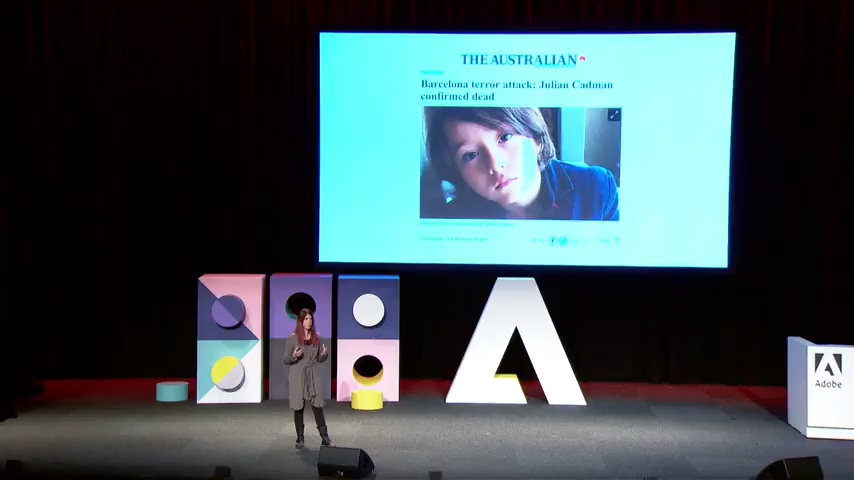 THE AUSTRALIAN
Barcelona terror attack: Julian Cadman
confirmed dead
Adobe